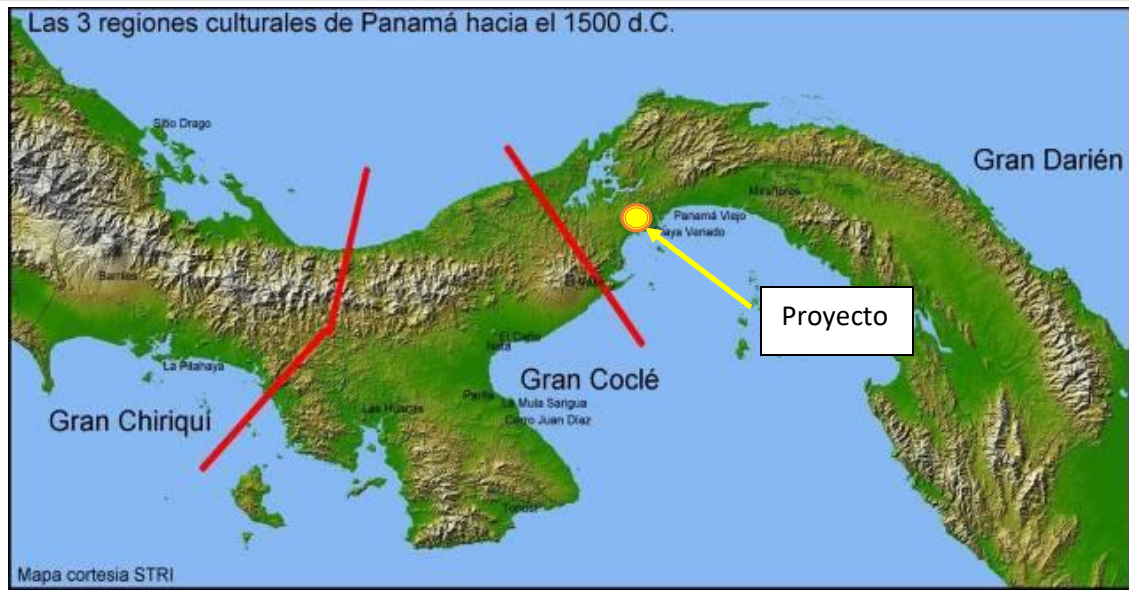 Las 3 regiones culturales de Panamá hacia el 1500 d.C.
Sitio Drago
Gran Darién
Miraflores
Panamá Viejo
Playa Venado
Barriles
El Valle
Proyecto
El Caño
Natá
La Pitahaya
Gran Coclé
Parita
La Mula Sarigua
Gran Chiriquí
Las Huacas
Cerro Juan Díaz
Tonosí
Mapa cortesia STRI